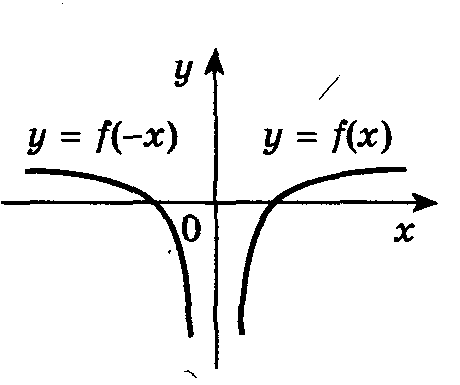 y
y = f(−x) y = f(x)
0
x